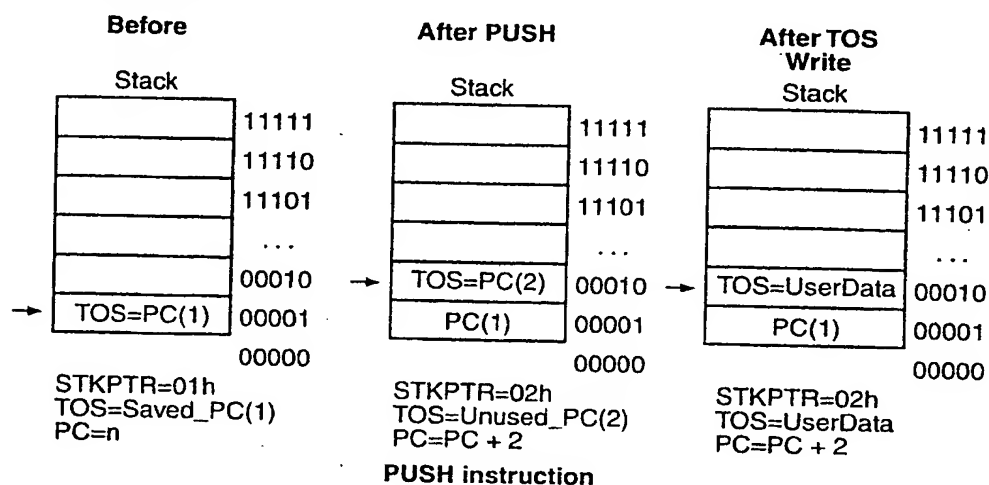 Before
Stack
11111
11110
11101
...
00010
TOS=PC(1) 00001
00000
STKPTR=01h
TOS=Saved_PC(1)
PC=n
After PUSH
Stack
11111
11110
11101
...
TOS=PC(2) 00010
PC(1) 00001
00000
STKPTR=02h
TOS=Unused_PC(2)
PC=PC + 2
After TOS
Write
Stack
11111
11110
11101
...
TOS=UserData 00010
PC(1) 00001
00000
STKPTR=02h
TOS=UserData
PC=PC + 2
PUSH instruction